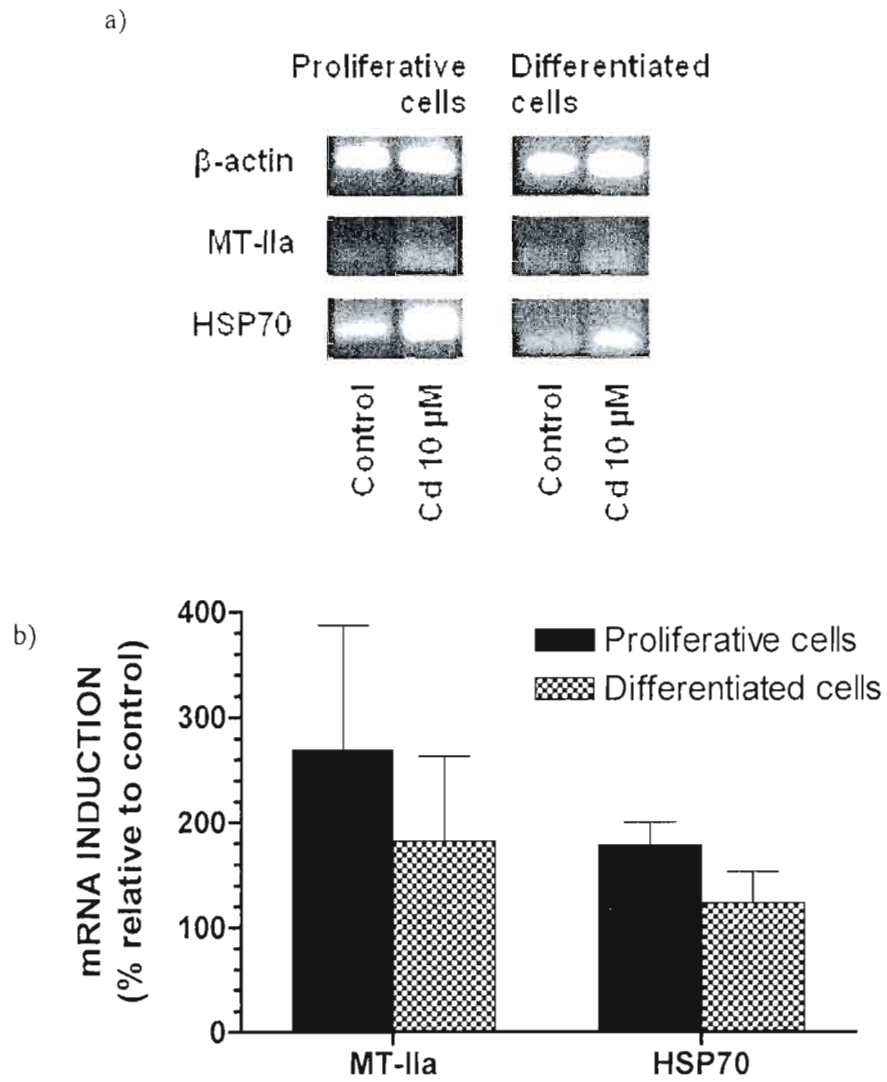 a)
Proliferative cells
Differentiated cells
β-actin
MT-IIa
HSP70
Control
Cd 10 µM
Control
Cd 10 µM
b)
mRNA INDUCTION
(% relative to control)
400
300
200
100
0
Proliferative cells
Differentiated cells
MT-IIa
HSP70